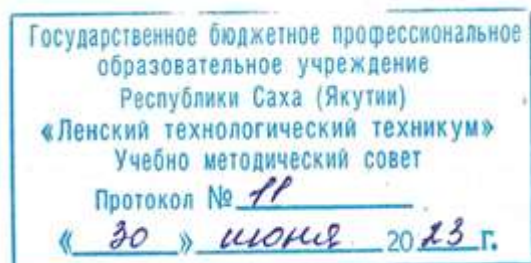 Государственное бюджетное профессиональное
образовательное учреждение
Республики Саха (Якутии)
«Ленский технологический техникум»
Учебно методический совет
Протокол № 11
« 30 » июня 2023 г.